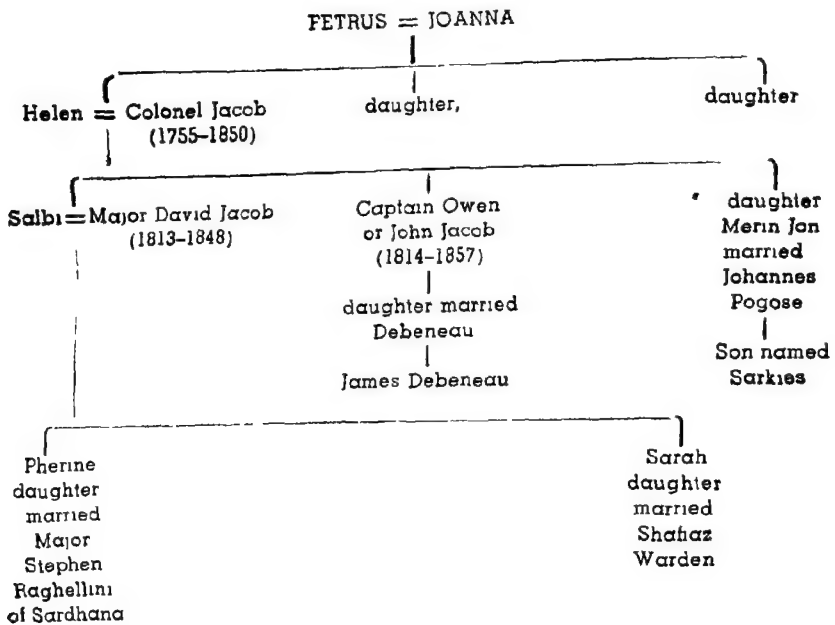 PETRUS = JOANNA
Helen = Colonel Jacob
(1755–1850)
daughter,
daughter
Salbi = Major David Jacob
(1813–1848)
Captain Owen
or John Jacob
(1814–1857)
daughter married
Debeneau
James Debeneau
daughter
Merin Jan
married
Johannes
Pogose
Son named
Sarkies
Pherine
daughter
married
Major
Stephen
Raghellini
of Sardhana
Sarah
daughter
married
Shahaz
Warden